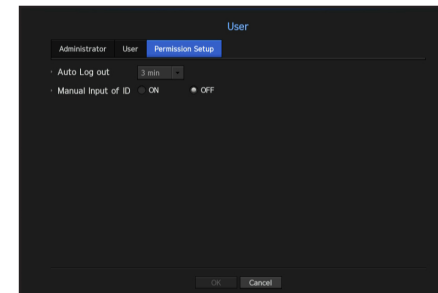 User
Administrator User Permission Setup
Auto Log out 3 min
Manual Input of ID ON OFF
OK Cancel